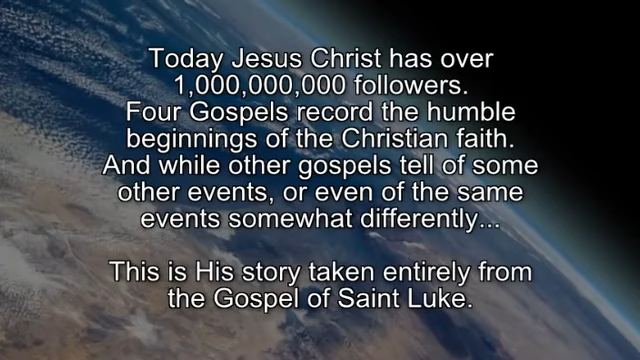 Today Jesus Christ has over
1,000,000,000 followers.
Four Gospels record the humble
beginnings of the Christian faith.
And while other gospels tell of some
other events, or even of the same
events somewhat differently...
This is His story taken entirely from
the Gospel of Saint Luke.